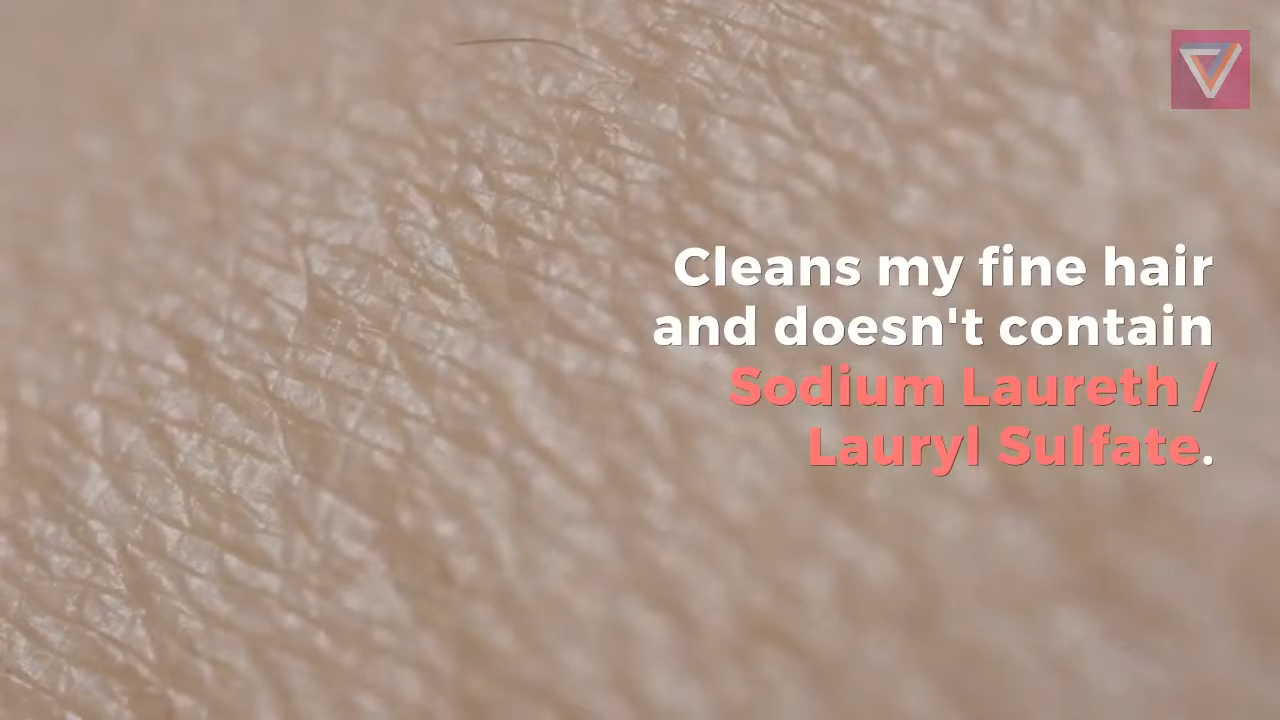 Cleans my fine hair
and doesn't contain
Sodium Laureth /
Lauryl Sulfate.